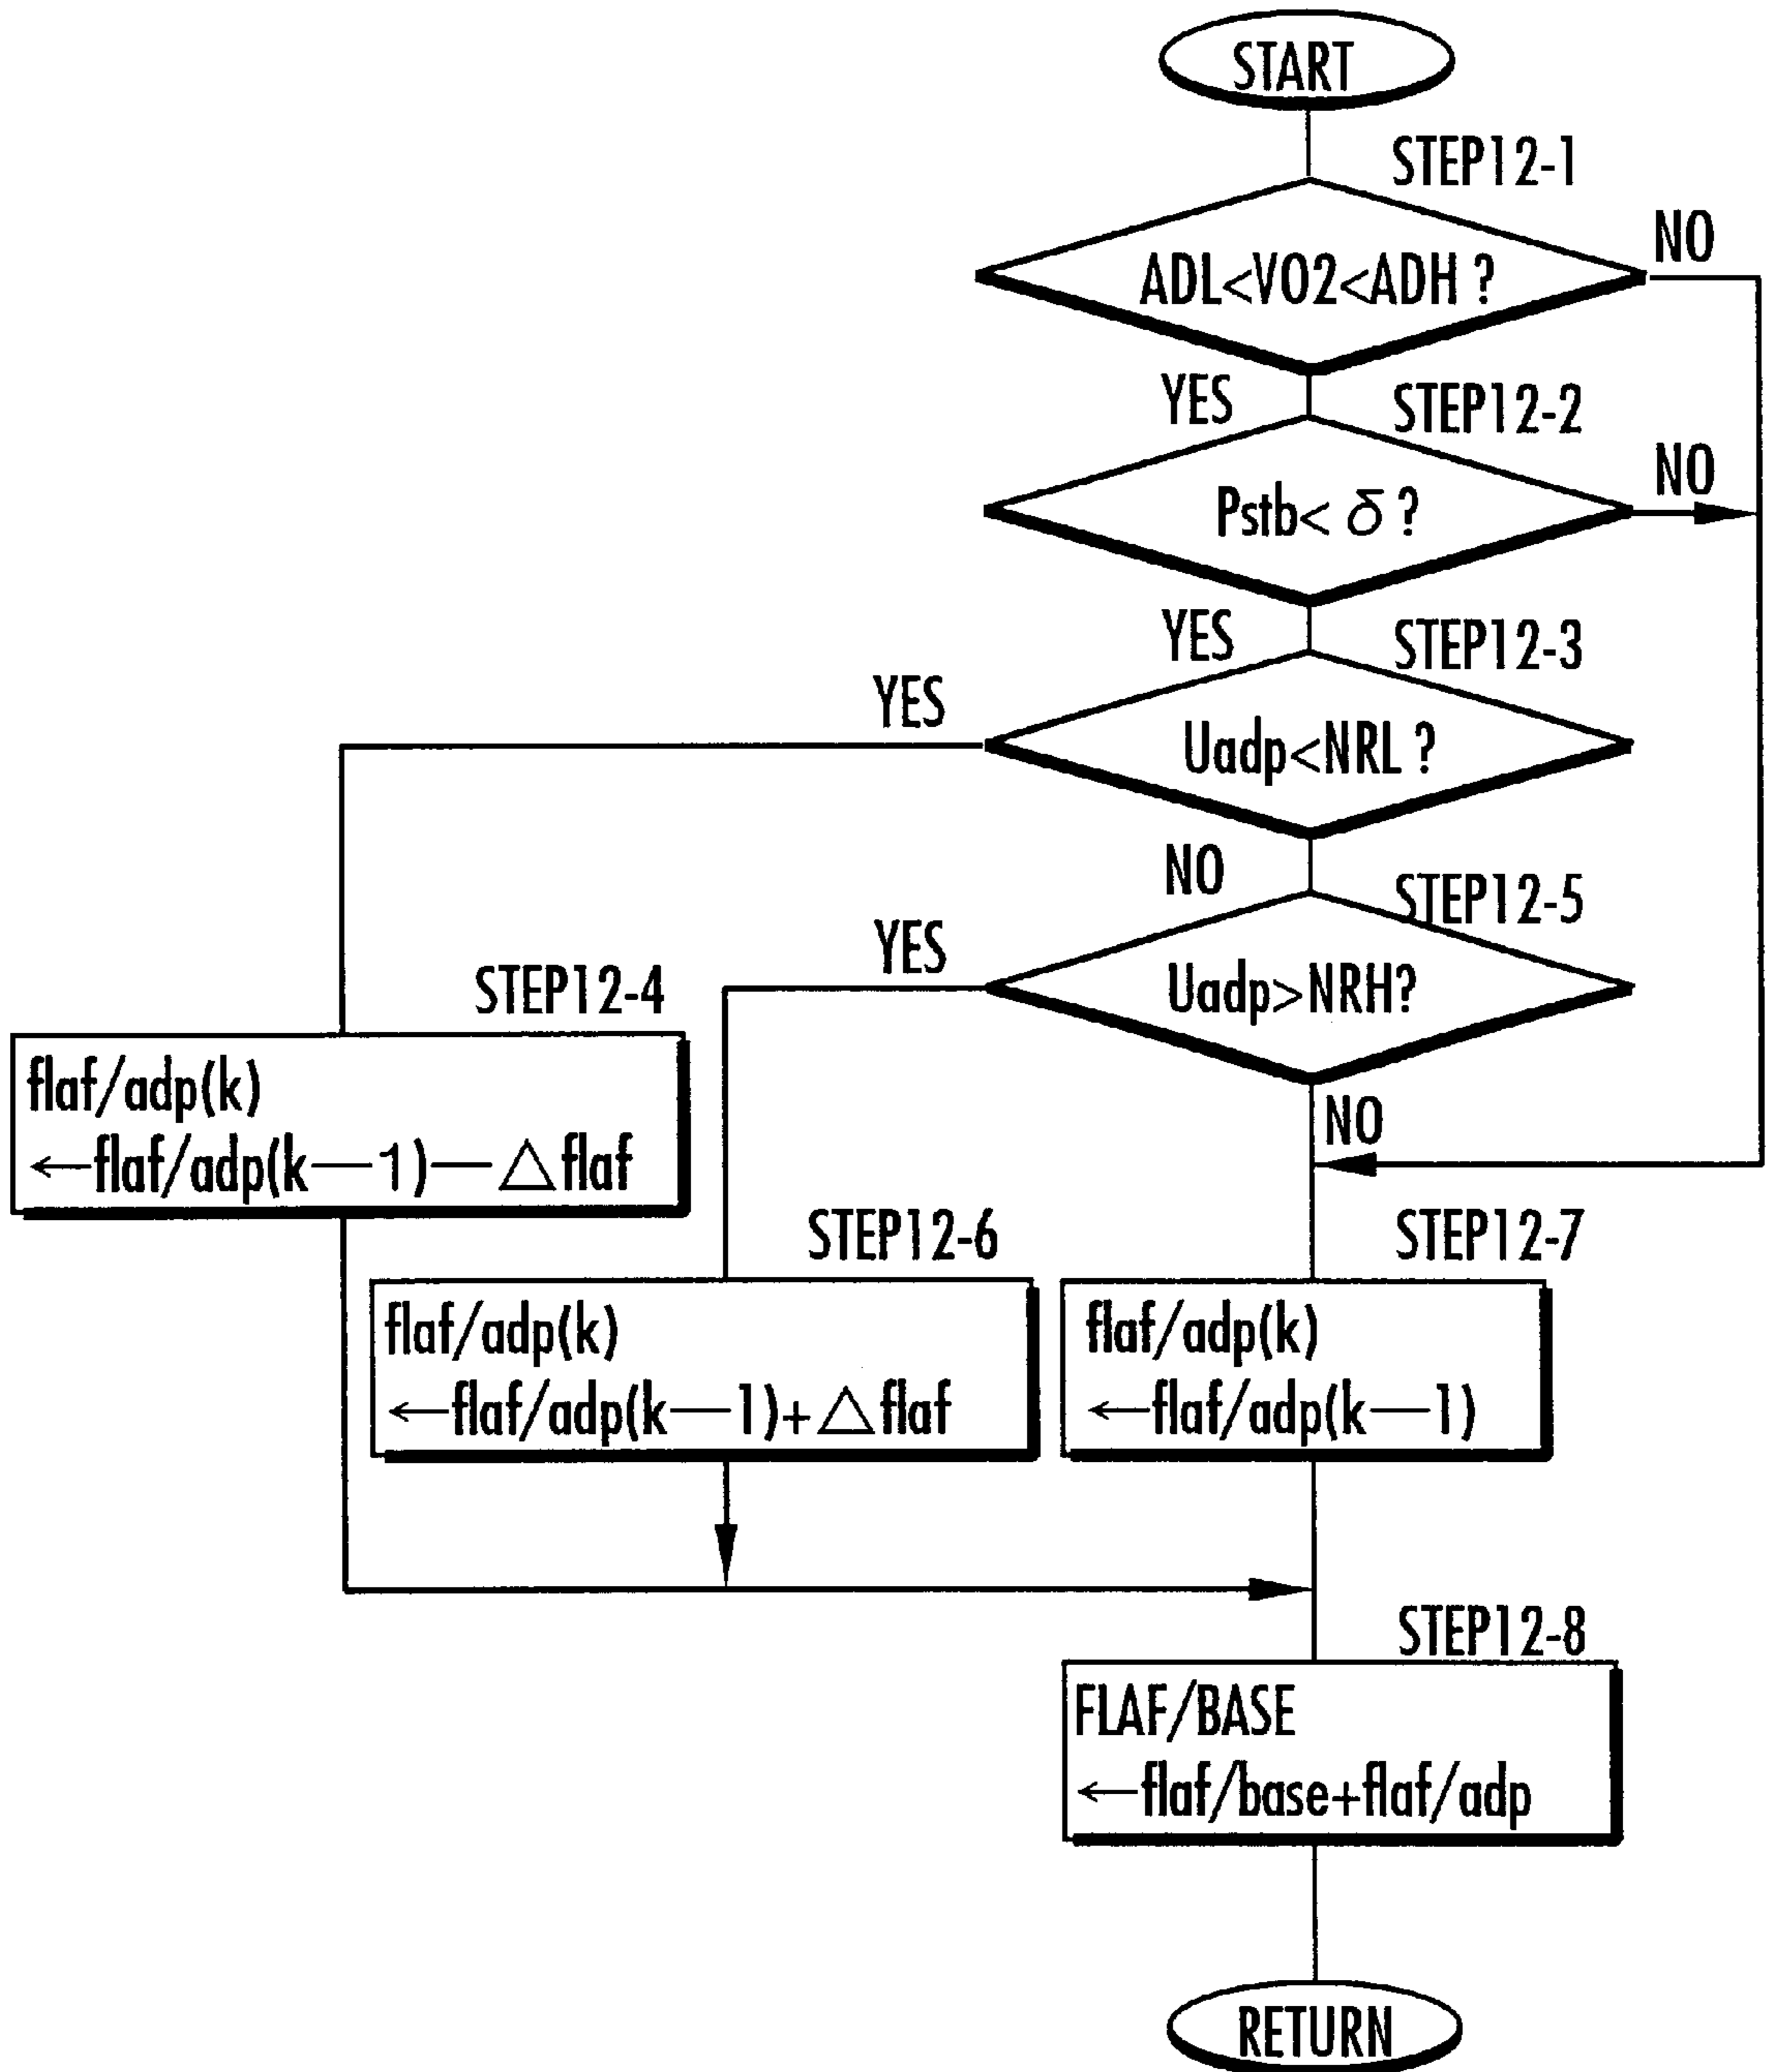 START
STEP12-1
ADL<VO2<ADH ?
NO
YES
STEP12-2
Pstb< δ ?
NO
YES
STEP12-3
Uadp<NRL ?
YES
NO
STEP12-5
Uadp>NRH?
YES
NO
STEP12-4
flaf/adp(k)
←flaf/adp(k—1)—△flaf
STEP12-6
flaf/adp(k)
←flaf/adp(k—1)+△flaf
STEP12-7
flaf/adp(k)
←flaf/adp(k—1)
STEP12-8
FLAF/BASE
←flaf/base+flaf/adp
RETURN